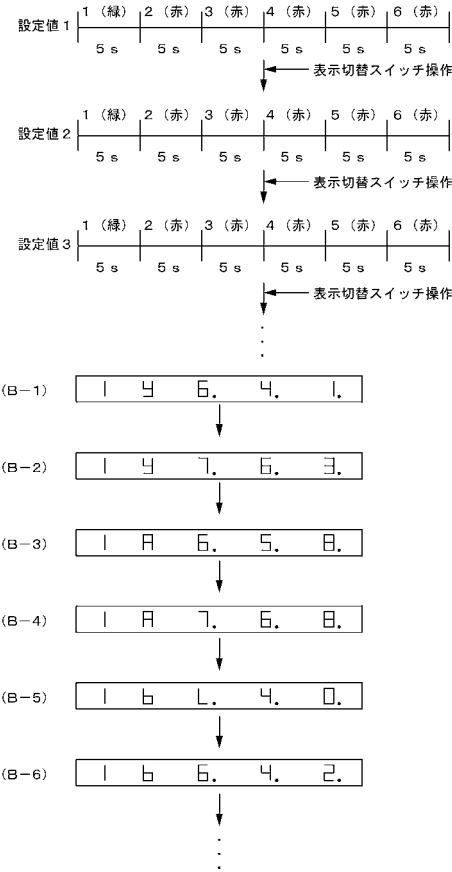 1 (緑) 2 (赤) 3 (赤) 4 (赤) 5 (赤) 6 (赤)
設定値1
5s 5s 5s 5s 5s 5s
表示切替スイッチ操作
1 (緑) 2 (赤) 3 (赤) 4 (赤) 5 (赤) 6 (赤)
設定値2
5s 5s 5s 5s 5s 5s
表示切替スイッチ操作
1 (緑) 2 (赤) 3 (赤) 4 (赤) 5 (赤) 6 (赤)
設定値3
5s 5s 5s 5s 5s 5s
表示切替スイッチ操作
(B-1) 1 y 6. 4. 1.
(B-2) 1 y 7. 6. 3.
(B-3) 1 A 6. 5. 8.
(B-4) 1 A 7. 6. 8.
(B-5) 1 b L. 4. 0.
(B-6) 1 b 6. 4. 2.